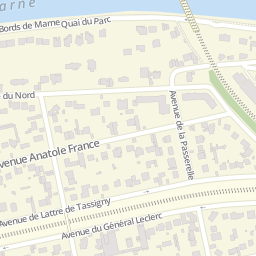 arne
Bords de Marne
Quai du Parc
du Nord
Avenue de la Passerelle
venue Anatole France
Avenue de Lattre de Tassigny
Avenue du Général Leclerc